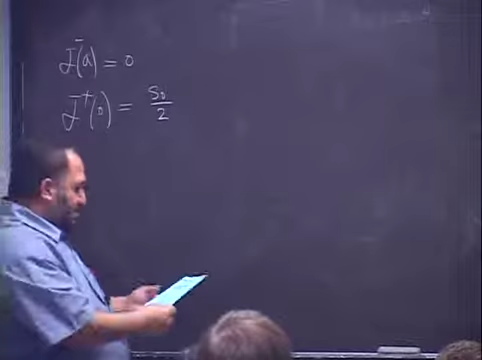 J⁻(a) = 0
J⁺(0) = S₀/2